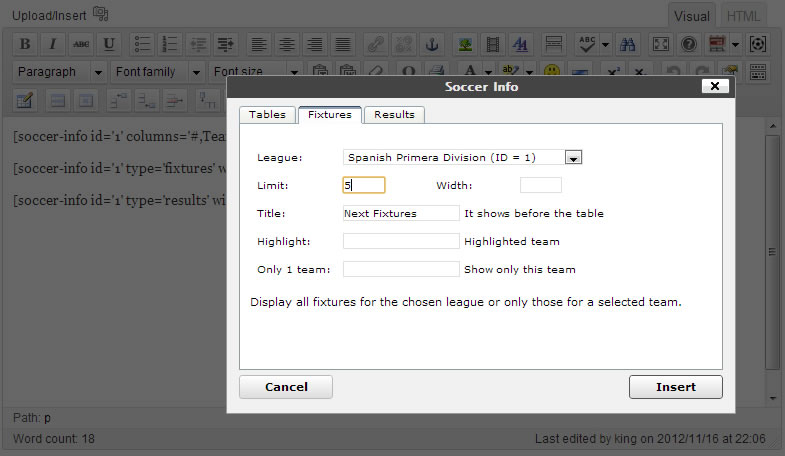 Upload/Insert Visual HTML
B I ABC U ABC
Paragraph Font family Font size A ab
Soccer Info
Tables Fixtures Results
[soccer-info id='1' columns='#,Tea
[soccer-info id='1' type='fixtures' w
[soccer-info id='1' type='results' wi
League: Spanish Primera Division (ID = 1)
Limit: 5 Width:
Title: Next Fixtures It shows before the table
Highlight: Highlighted team
Only 1 team: Show only this team
Display all fixtures for the chosen league or only those for a selected team.
Cancel Insert
Path: p
Word count: 18 Last edited by king on 2012/11/16 at 22:06